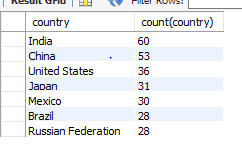 Result Grid Filter Rows:
country count(country)
India 60
China 53
United States 36
Japan 31
Mexico 30
Brazil 28
Russian Federation 28